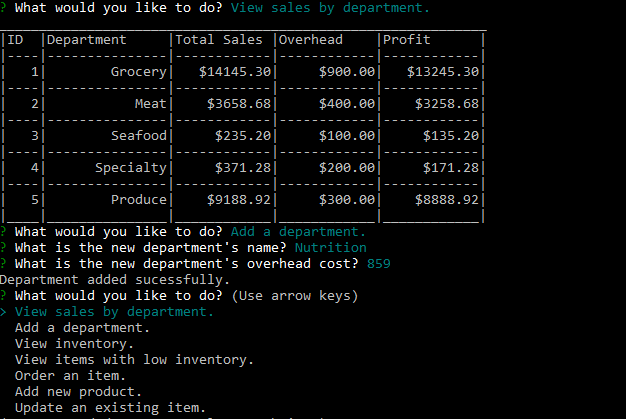 ? What would you like to do? View sales by department.
|ID |Department |Total Sales |Overhead |Profit |
| 1| Grocery| $14145.30| $900.00| $13245.30|
| 2| Meat| $3658.68| $400.00| $3258.68|
| 3| Seafood| $235.20| $100.00| $135.20|
| 4| Specialty| $371.28| $200.00| $171.28|
| 5| Produce| $9188.92| $300.00| $8888.92|
? What would you like to do? Add a department.
? What is the new department's name? Nutrition
? What is the new department's overhead cost? 859
Department added sucessfully.
? What would you like to do? (Use arrow keys)
> View sales by department.
Add a department.
View inventory.
View items with low inventory.
Order an item.
Add new product.
Update an existing item.